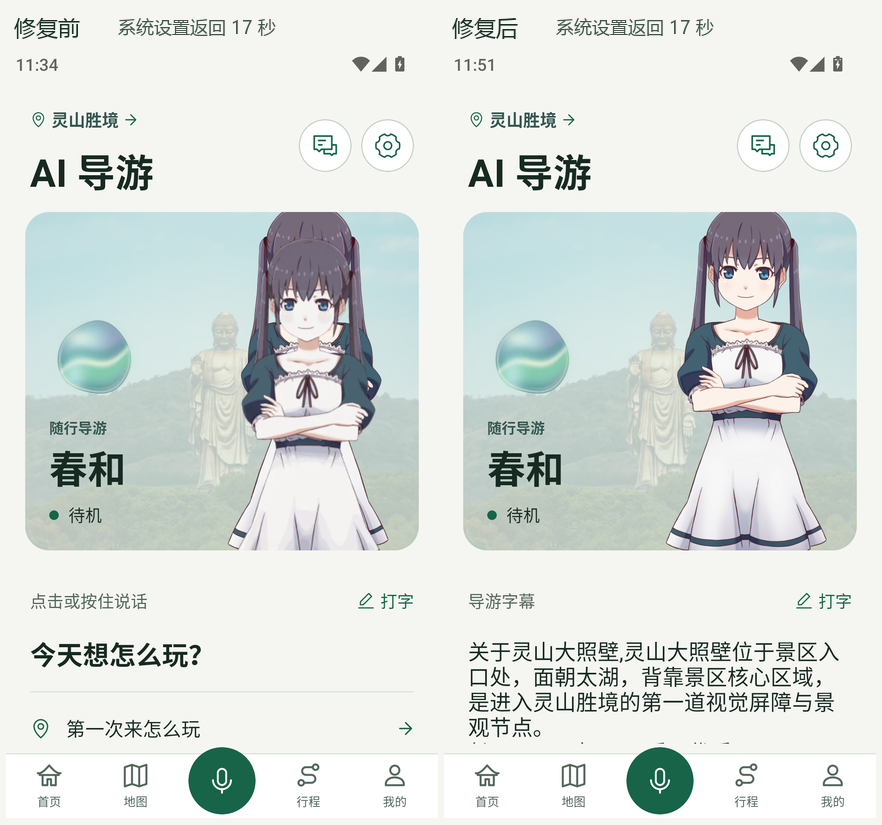 修复前 系统设置返回 17 秒
11:34
灵山胜境
AI 导游
随行导游
春和
待机
点击或按住说话
打字
今天想怎么玩?
第一次来怎么玩
首页
地图
行程
我的
修复后 系统设置返回 17 秒
11:51
灵山胜境
AI 导游
随行导游
春和
待机
导游字幕
打字
关于灵山大照壁,灵山大照壁位于景区入
口处，面朝太湖，背靠景区核心区域，
是进入灵山胜境的第一道视觉屏障与景
观节点。
首页
地图
行程
我的